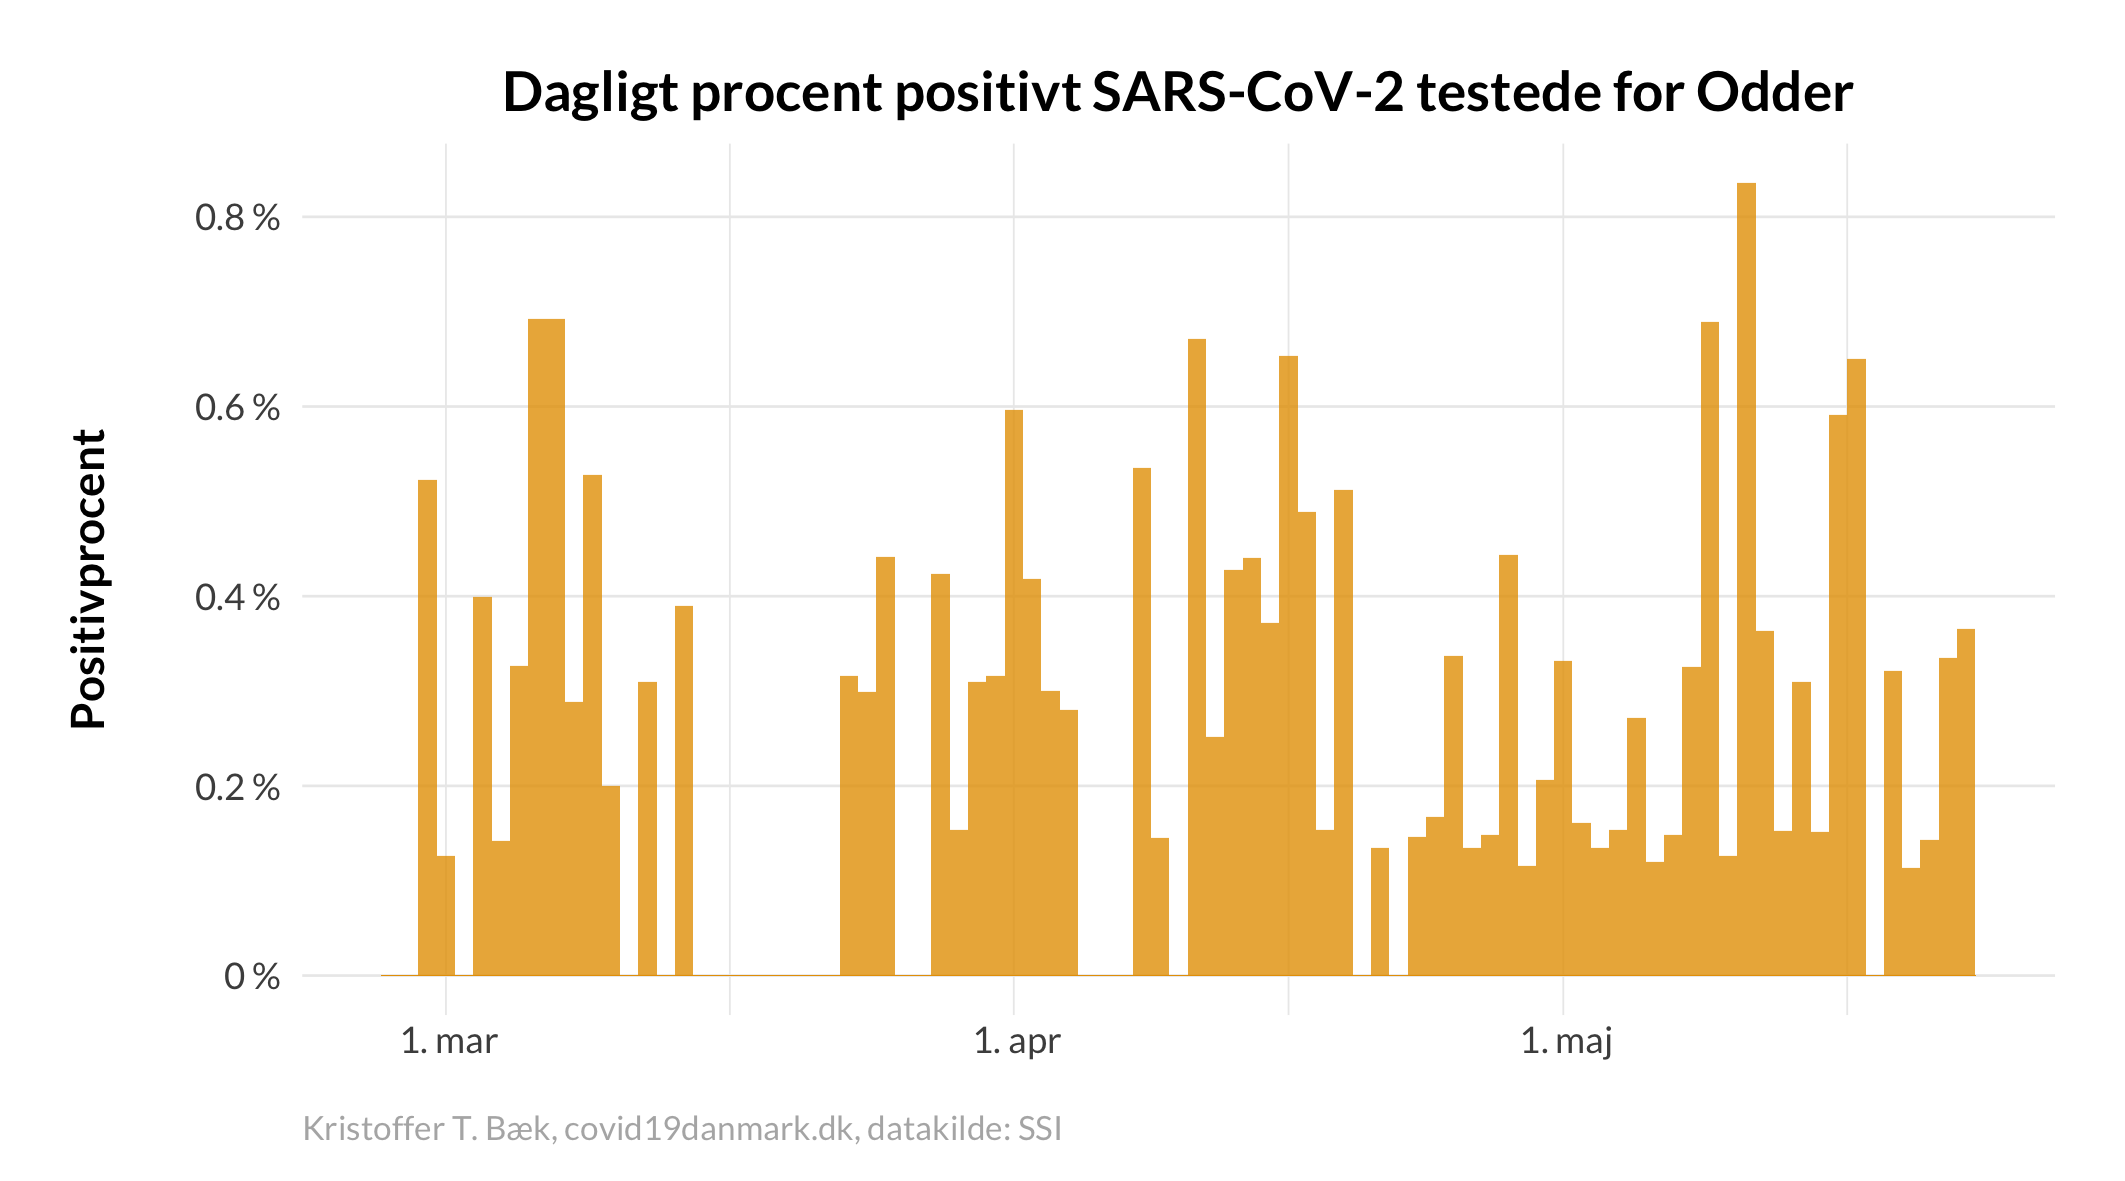 Dagligt procent positivt SARS-CoV-2 testede for Odder
Positivprocent
0.8 %
0.6 %
0.4 %
0.2 %
0 %
1. mar
1. apr
1. maj
Kristoffer T. Bæk, covid19danmark.dk, datakilde: SSI